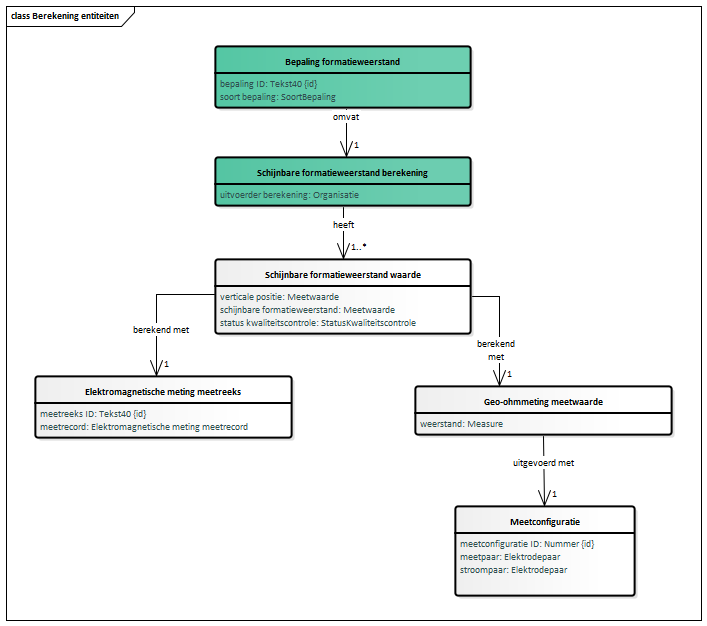 class Berekening entiteiten
Bepaling formatieweerstand
bepaling ID: Tekst40 {id}
soort bepaling: SoortBepaling
omvat
1
Schijnbare formatieweerstand berekening
uitvoerder berekening: Organisatie
heeft
1..*
Schijnbare formatieweerstand waarde
verticale positie: Meetwaarde
schijnbare formatieweerstand: Meetwaarde
status kwaliteitscontrole: StatusKwaliteitscontrole
berekend met
1
berekend
met
1
Elektromagnetische meting meetreeks
meetreeks ID: Tekst40 {id}
meetrecord: Elektromagnetische meting meetrecord
Geo-ohmmeting meetwaarde
weerstand: Measure
uitgevoerd met
1
Meetconfiguratie
meetconfiguratie ID: Nummer {id}
meetpaar: Elektrodepaar
stroompaar: Elektrodepaar